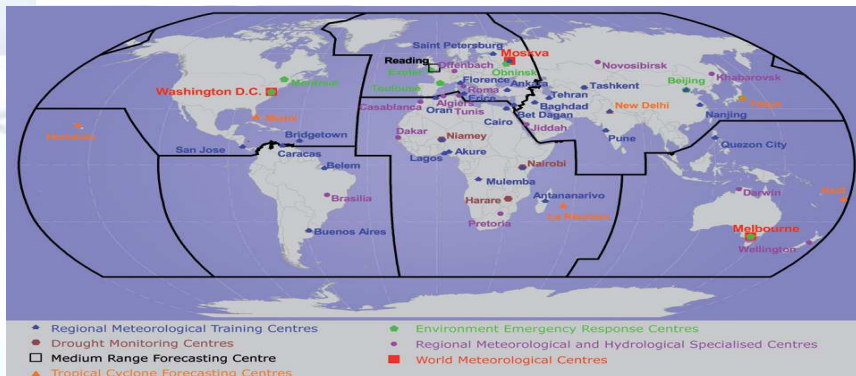 Saint Petersburg
Moskva
Reading
Offenbach
Novosibirsk
Exeter
Obninsk
Khabarovsk
Montreal
Florence
Ankara
Beijing
Washington D.C.
Toulouse
Roma
Tashkent
Erice
Tehran
Tokyo
Casablanca
Algiers
Baghdad
New Delhi
Miami
Oran
Tunis
Bet Dagan
Nanjing
Honolulu
Cairo
Jiddah
Bridgetown
Dakar
Niamey
Pune
Quezon City
San Jose
Caracas
Akure
Lagos
Belem
Nairobi
Mulemba
Brasilia
Antananarivo
Darwin
Nadi
Harare
La Réunion
Pretoria
Buenos Aires
Melbourne
Wellington
Regional Meteorological Training Centres
Drought Monitoring Centres
Medium Range Forecasting Centre
Tropical Cyclone Forecasting Centres
Environment Emergency Response Centres
Regional Meteorological and Hydrological Specialised Centres
World Meteorological Centres